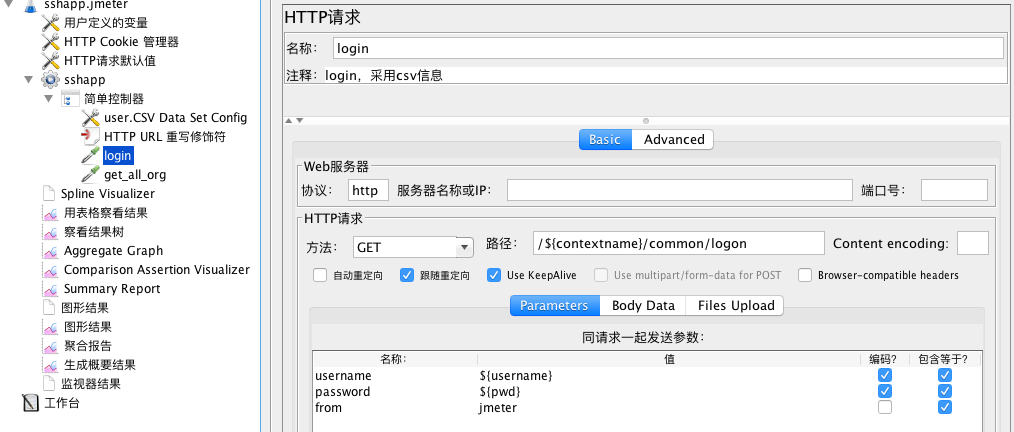 sshapp.jmeter
用户定义的变量
HTTP Cookie 管理器
HTTP请求默认值
sshapp
简单控制器
user.CSV Data Set Config
HTTP URL 重写修饰符
login
get_all_org
Spline Visualizer
用表格察看结果
察看结果树
Aggregate Graph
Comparison Assertion Visualizer
Summary Report
图形结果
图形结果
聚合报告
生成概要结果
监视器结果
工作台
HTTP请求
名称： login
注释： login，采用csv信息
Basic Advanced
Web服务器
协议： http 服务器名称或IP： 端口号：
HTTP请求
方法： GET 路径： /${contextname}/common/logon Content encoding:
自动重定向 跟随重定向 Use KeepAlive Use multipart/form-data for POST Browser-compatible headers
Parameters Body Data Files Upload
同请求一起发送参数：
名称： 值 编码? 包含等于?
username ${username}
password ${pwd}
from jmeter